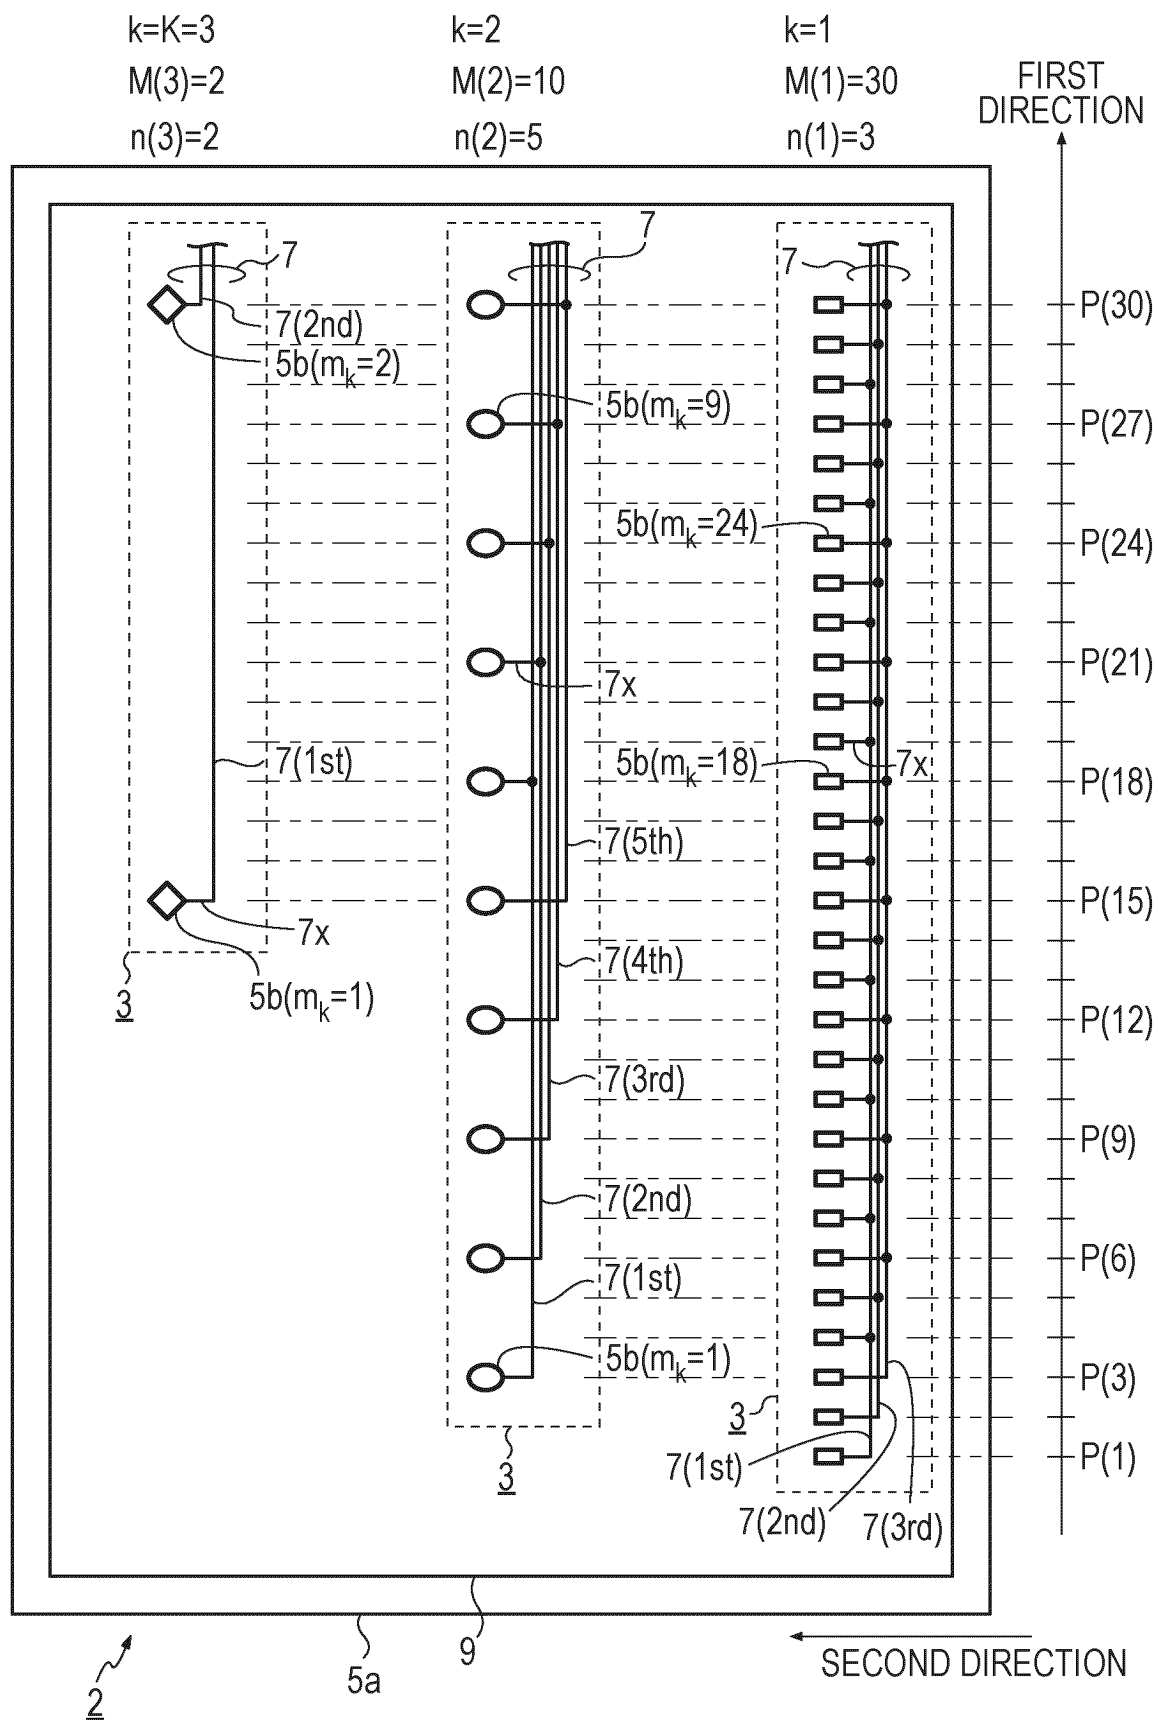 k=K=3
k=2
k=1
M(3)=2
M(2)=10
M(1)=30
n(3)=2
n(2)=5
n(1)=3
FIRST
DIRECTION
7
7
7
P(30)
7(2nd)
5b(mk=2)
5b(mk=9)
P(27)
5b(mk=24)
P(24)
7x
P(21)
7(1st)
5b(mk=18)
7x
P(18)
7(5th)
P(15)
7x
7(4th)
5b(mk=1)
3
P(12)
7(3rd)
P(9)
7(2nd)
P(6)
7(1st)
5b(mk=1)
P(3)
3
3
7(1st)
P(1)
7(2nd)
7(3rd)
9
5a
2
SECOND DIRECTION